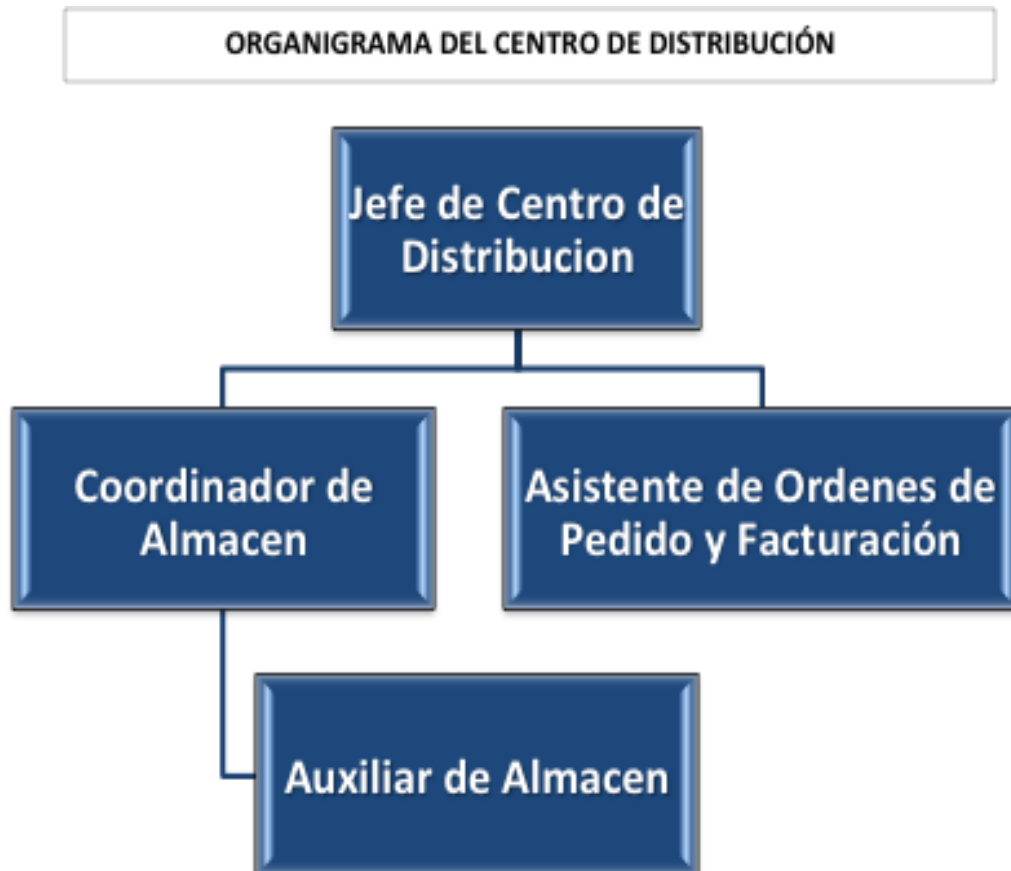 ORGANIGRAMA DEL CENTRO DE DISTRIBUCIÓN
Jefe de Centro de
Distribucion
Coordinador de
Almacen
Asistente de Ordenes de
Pedido y Facturación
Auxiliar de Almacen